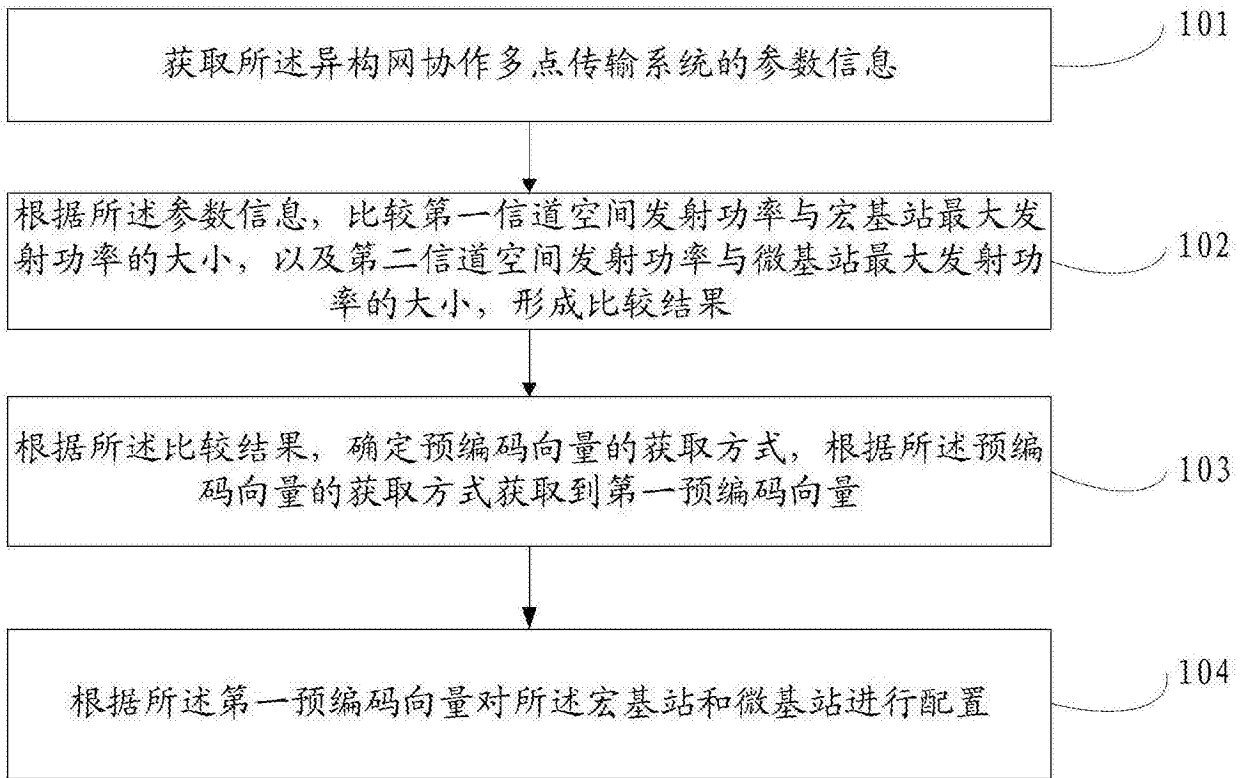 获取所述异构网协作多点传输系统的参数信息
101
根据所述参数信息，比较第一信道空间发射功率与宏基站最大发
射功率的大小，以及第二信道空间发射功率与微基站最大发射功
率的大小，形成比较结果
102
根据所述比较结果，确定预编码向量的获取方式，根据所述预编
码向量的获取方式获取到第一预编码向量
103
根据所述第一预编码向量对所述宏基站和微基站进行配置
104